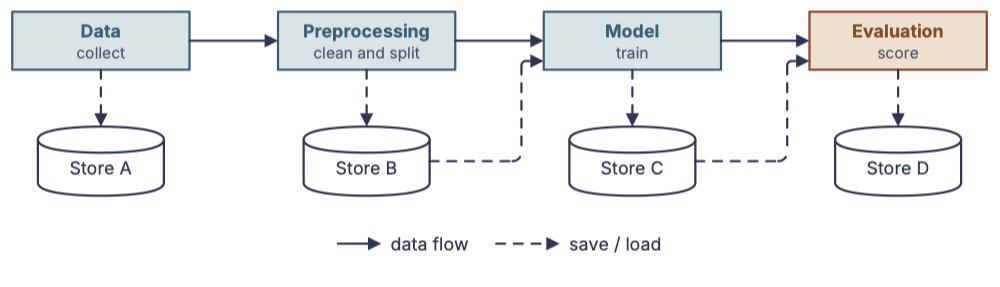 Data
collect
Preprocessing
clean and split
Model
train
Evaluation
score
Store A
Store B
Store C
Store D
data flow
save / load